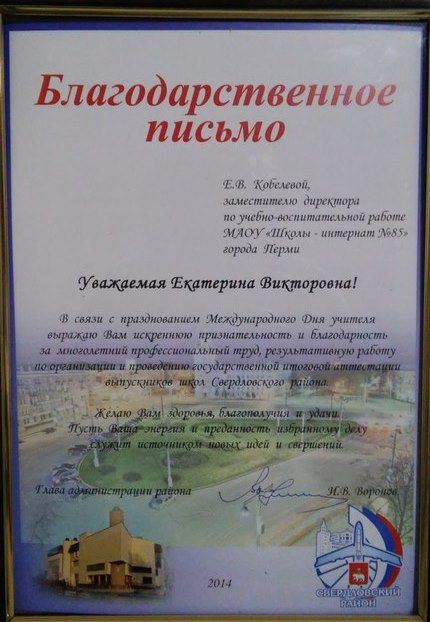 Благодарственное
письмо
Е.В. Кобелевой,
заместителю директора
по учебно-воспитательной работе
МАОУ «Школы - интернат №85»
города Перми
Уважаемая Екатерина Викторовна!
В связи с празднованием Международного Дня учителя
выражаю Вам искреннюю признательность и благодарность
за многолетний профессиональный труд, результативную работу
по организации и проведению государственной итоговой аттестации
выпускников школ Свердловского района.
Желаю Вам здоровья, благополучия и удачи.
Пусть Ваша энергия и преданность избранному делу
служит источником новых идей и свершений.
Глава администрации района И.В. Воронов
СВЕРДЛОВСКИЙ
РАЙОН
2014